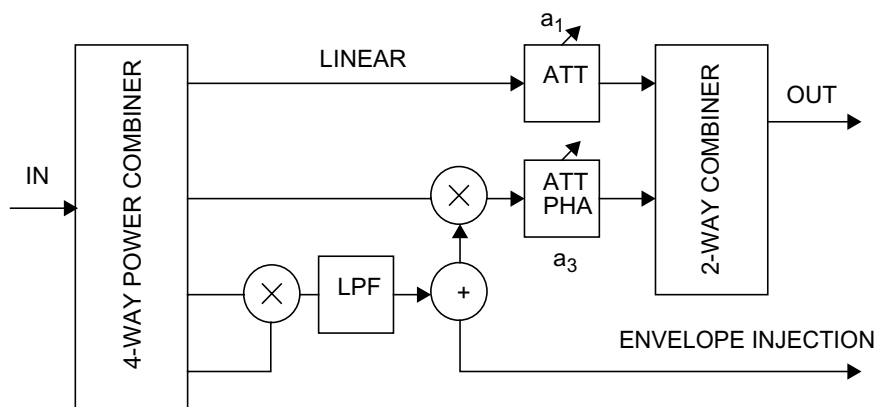 a1
LINEAR
ATT
OUT
IN
4-WAY POWER COMBINER
×
ATT
PHA
a3
2-WAY COMBINER
×
LPF
+
ENVELOPE INJECTION